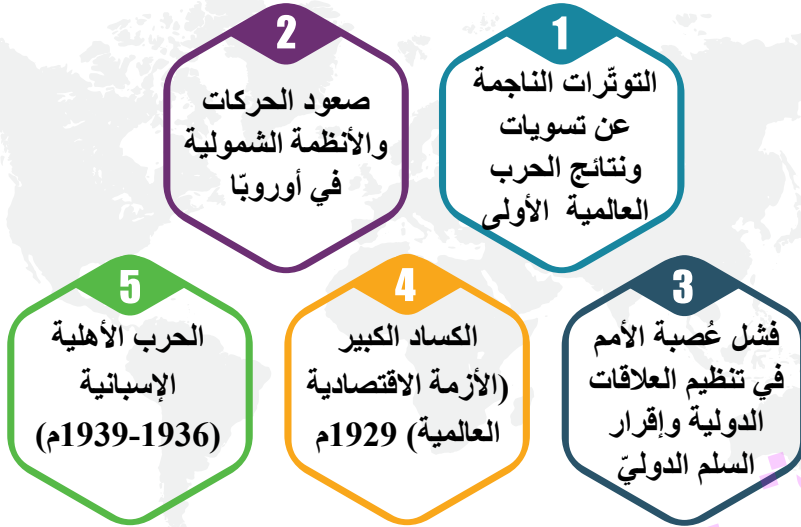 1
التوتّرات الناجمة
عن تسويات
ونتائج الحرب
العالمية الأولى
2
صعود الحركات
والأنظمة الشمولية
في أوروبّا
3
فشل عُصبة الأمم
في تنظيم العلاقات
الدولية وإقرار
السلم الدوليّ
4
الكساد الكبير
(الأزمة الاقتصادية
العالمية) 1929م
5
الحرب الأهلية
الإسبانية
(1936-1939م)